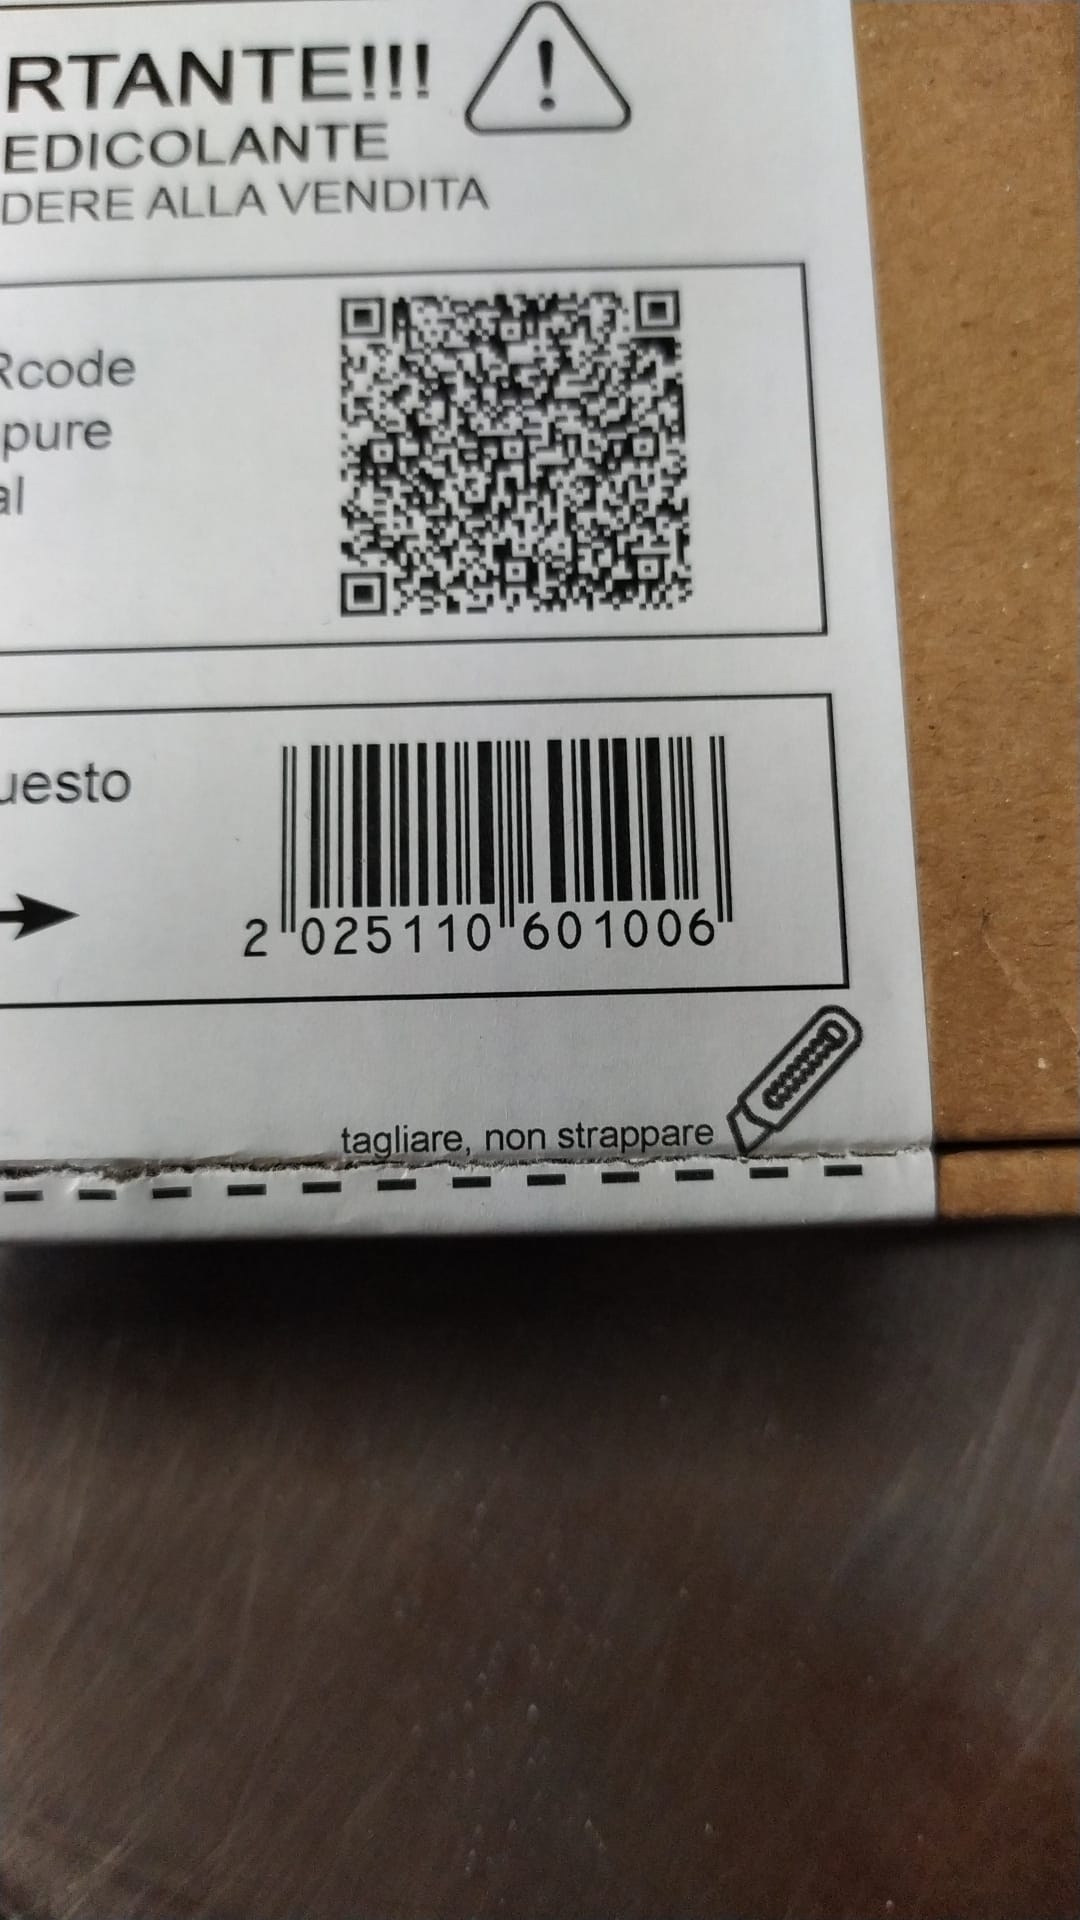 RTANTE!!!
EDICOLANTE
DERE ALLA VENDITA
Rcode
pure
al
uesto
2 025110 601006
tagliare, non strappare